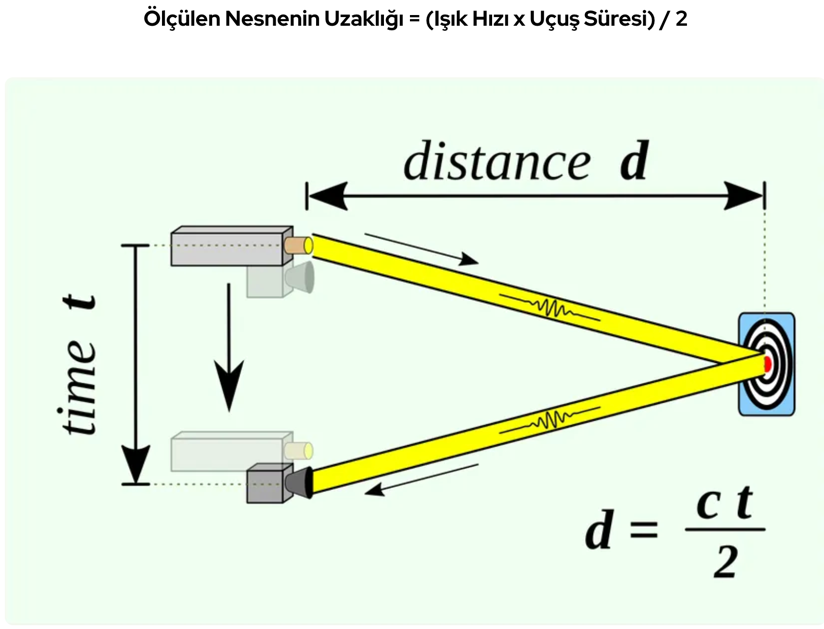 Ölçülen Nesnenin Uzaklığı = (Işık Hızı x Uçuş Süresi) / 2
distance d
time t
d = c t
2